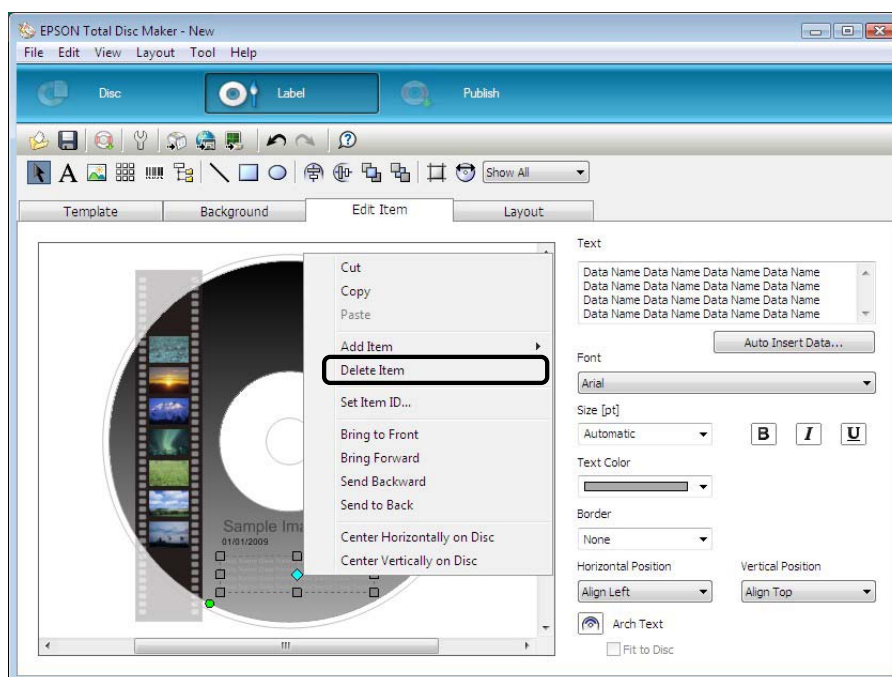 EPSON Total Disc Maker - New
File Edit View Layout Tool Help
Disc Label Publish
A Show All
Template Background Edit Item Layout
Text
Data Name Data Name Data Name Data Name
Data Name Data Name Data Name Data Name
Data Name Data Name Data Name Data Name
Data Name Data Name Data Name Data Name
Auto Insert Data...
Font
Arial
Size [pt]
Automatic B I U
Text Color
Border
None
Horizontal Position Vertical Position
Align Left Align Top
Arch Text
Fit to Disc
Cut
Copy
Paste
Add Item
Delete Item
Set Item ID...
Bring to Front
Bring Forward
Send Backward
Send to Back
Center Horizontally on Disc
Center Vertically on Disc
Sample Ima
01/01/2009